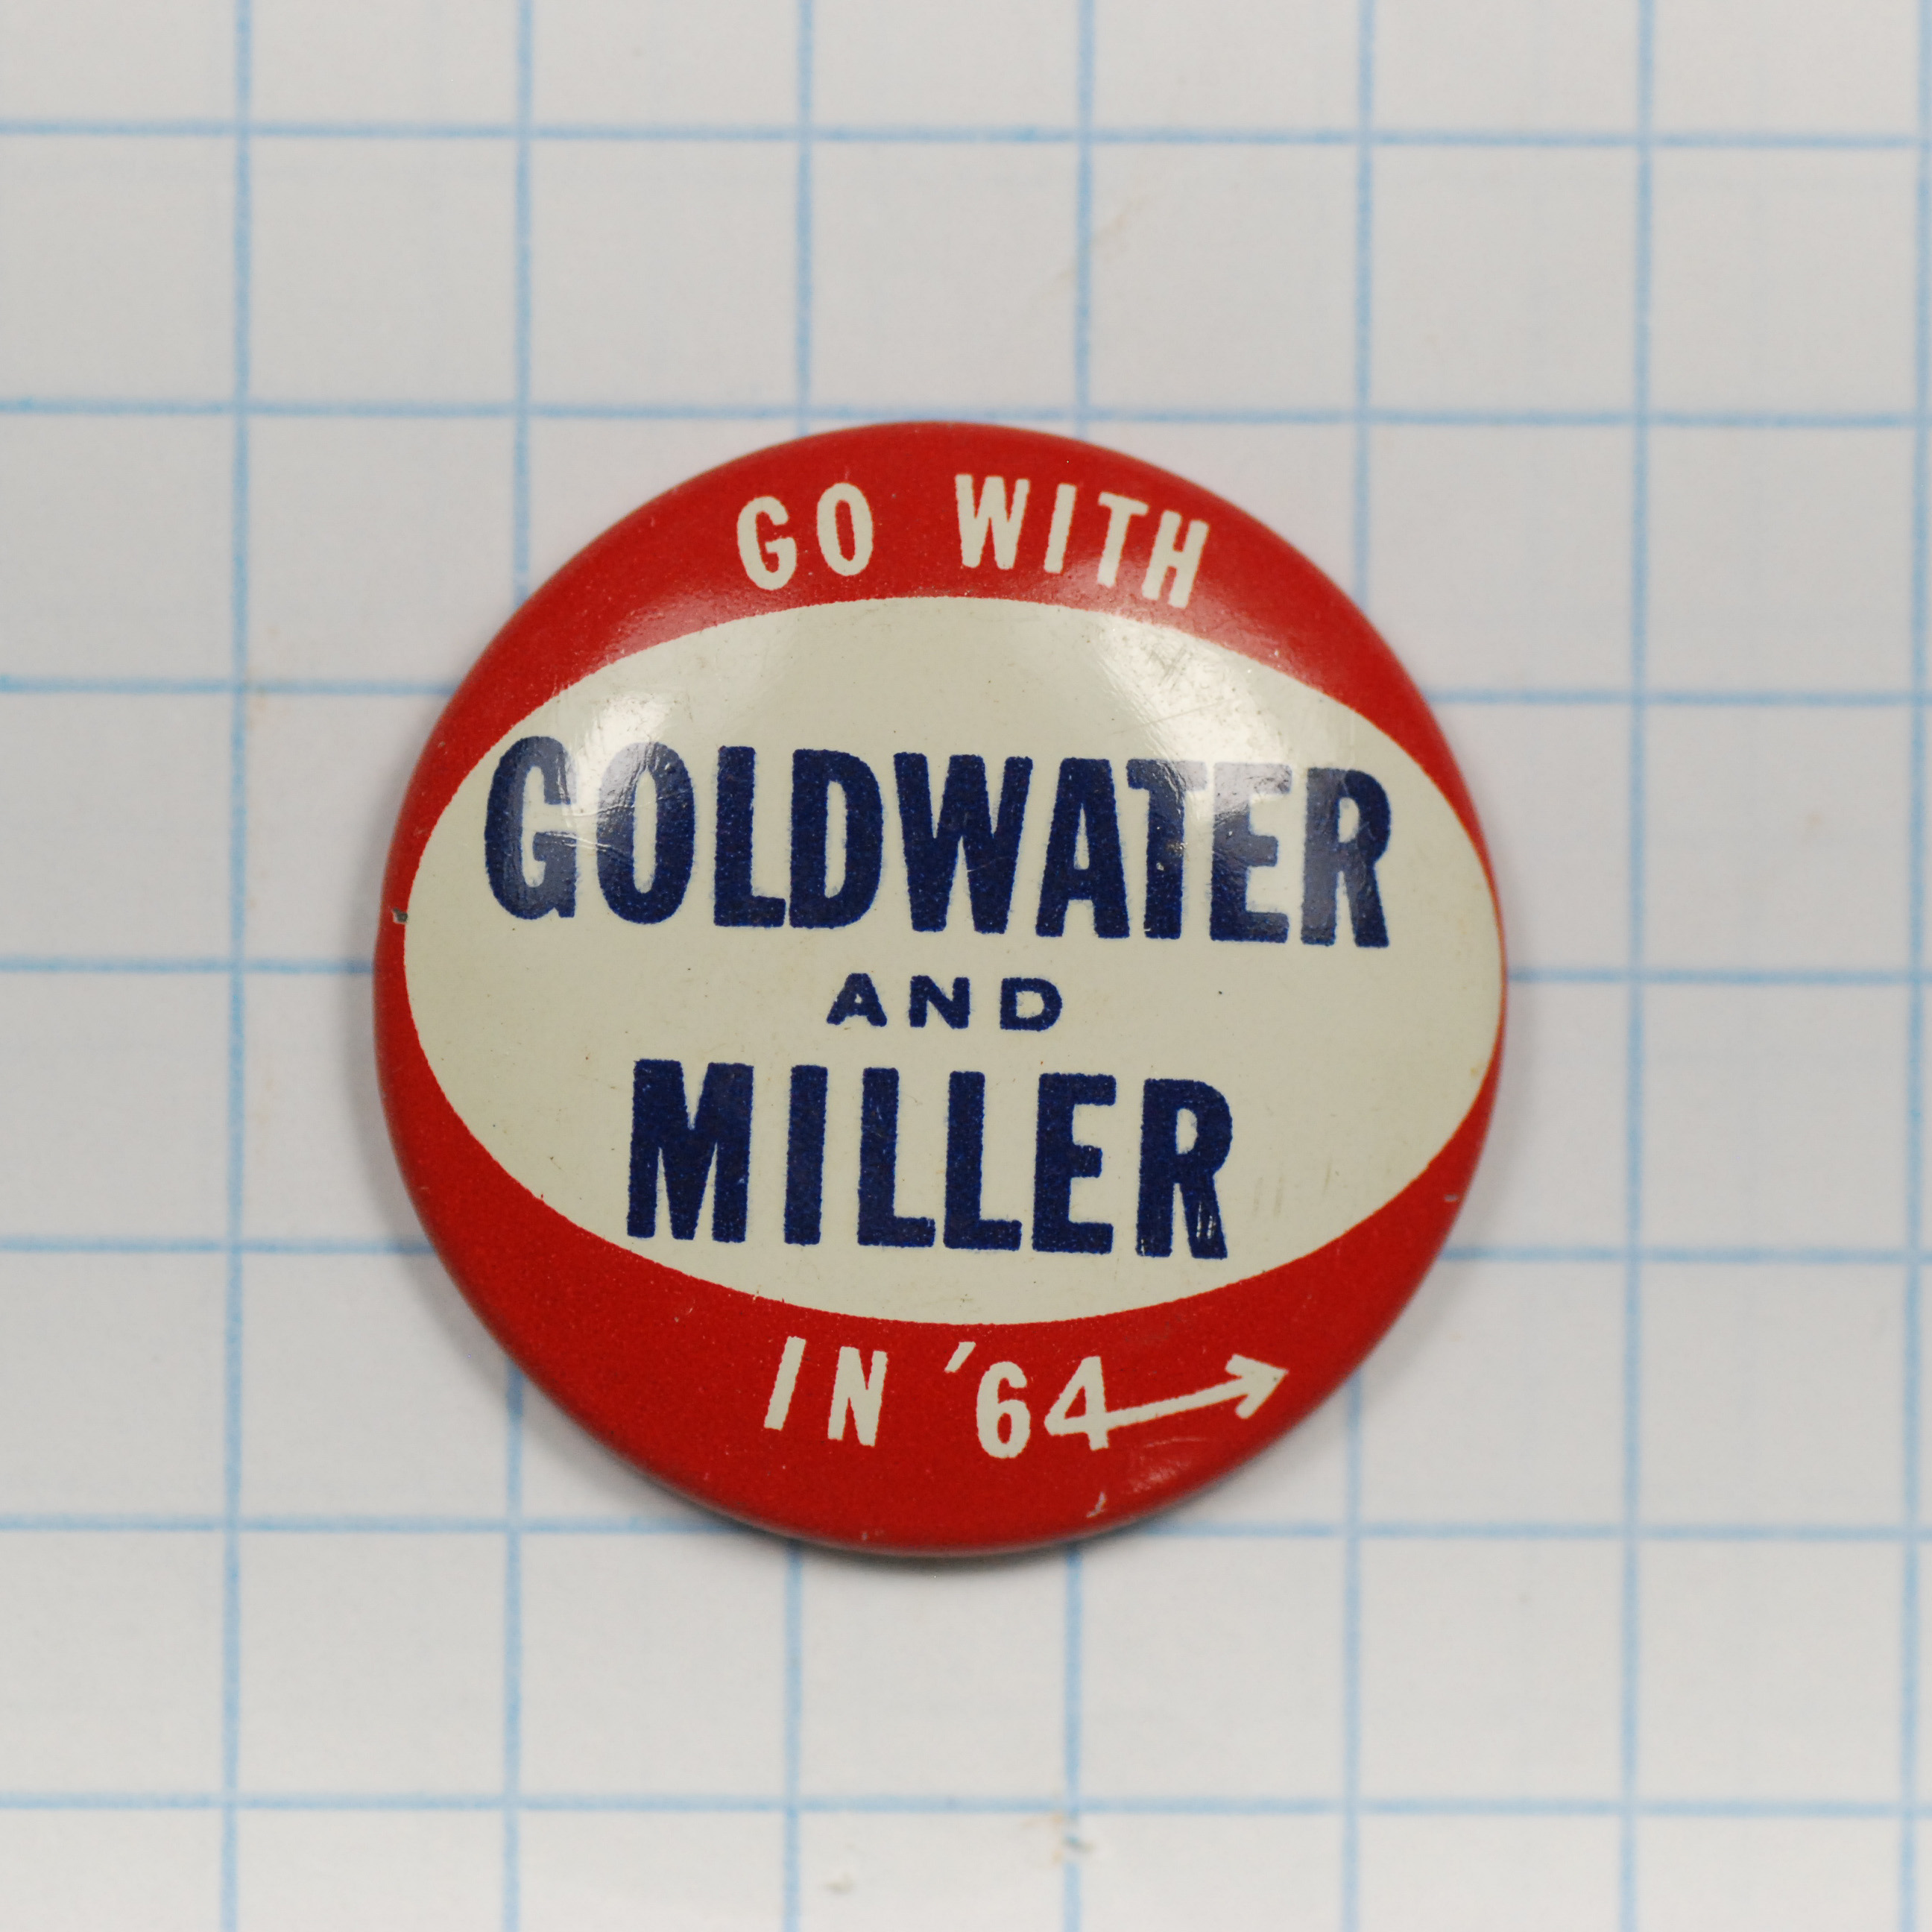 GO WITH
GOLDWATER
AND
MILLER
IN '64